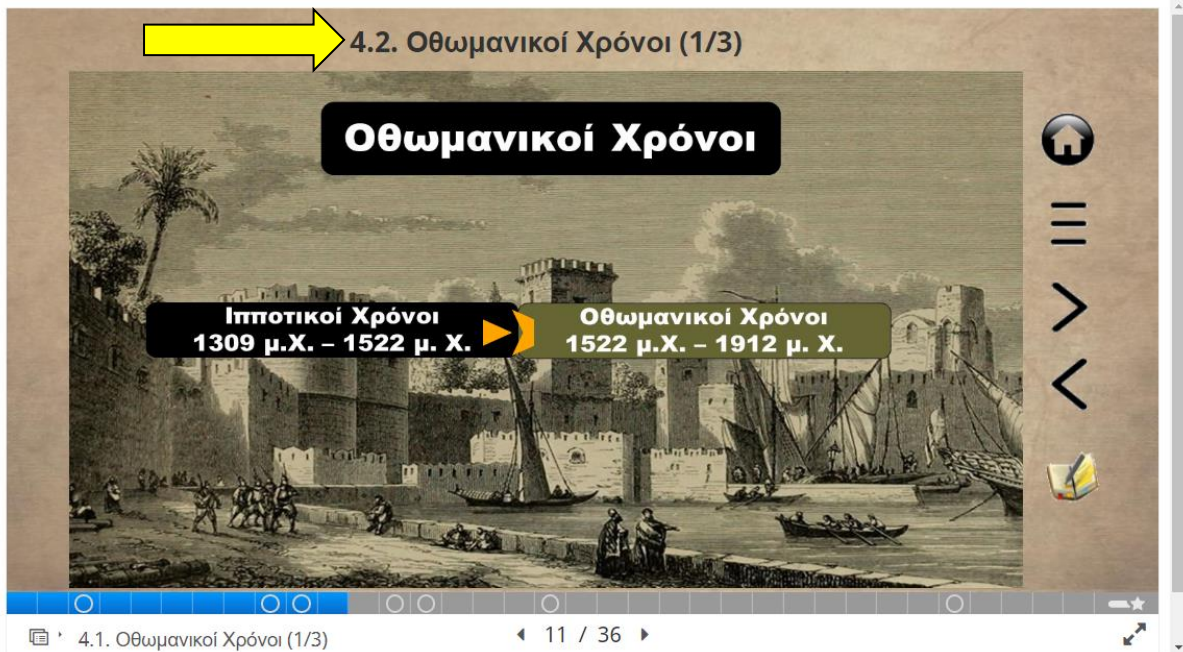 4.2. Οθωμανικοί Χρόνοι (1/3)
Οθωμανικοί Χρόνοι
Ιπποτικοί Χρόνοι
1309 μ.Χ. – 1522 μ. Χ.
Οθωμανικοί Χρόνοι
1522 μ.Χ. – 1912 μ. Χ.
4.1. Οθωμανικοί Χρόνοι (1/3)
11 / 36